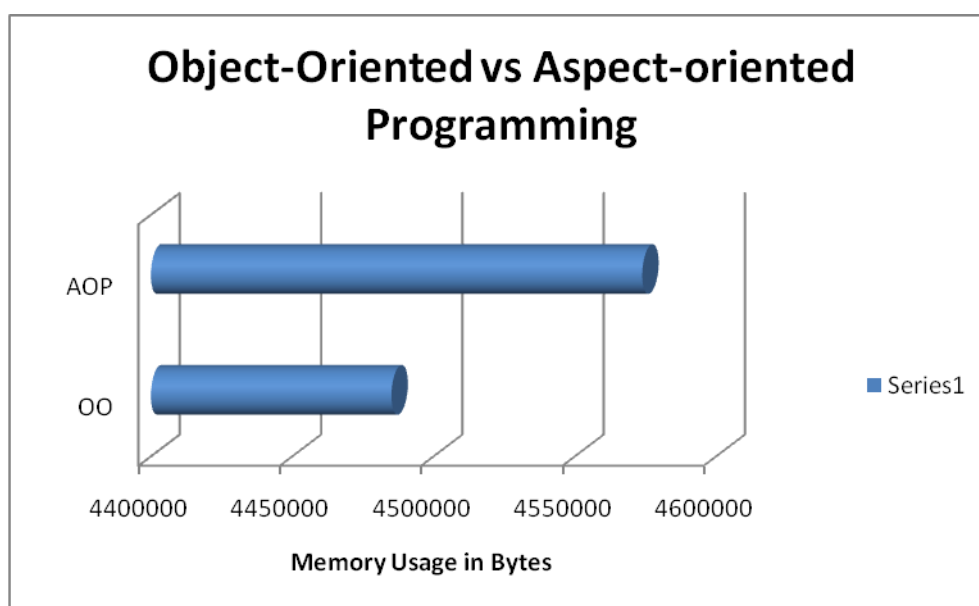 Object-Oriented vs Aspect-oriented
Programming
AOP
OO
Series1
4400000 4450000 4500000 4550000 4600000
Memory Usage in Bytes